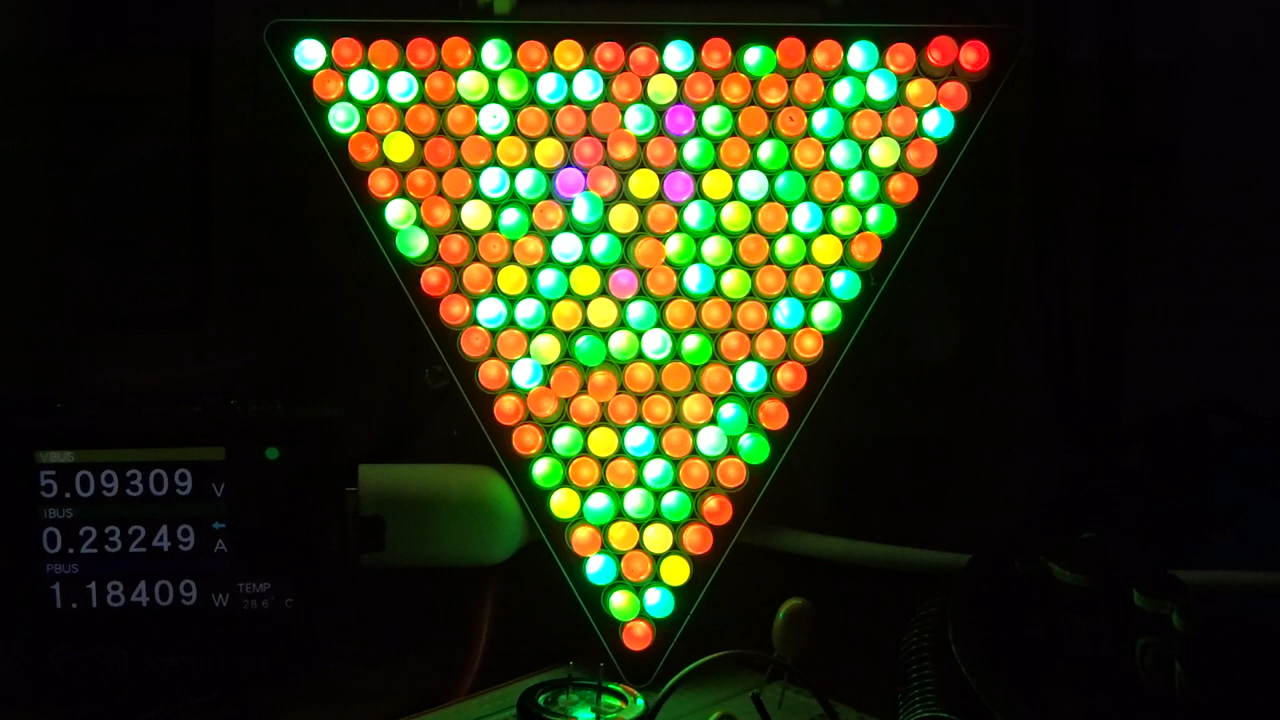 VBUS
5.09309 V
IBUS
0.23249 A
PBUS
1.18409 W
TEMP
28.6° C